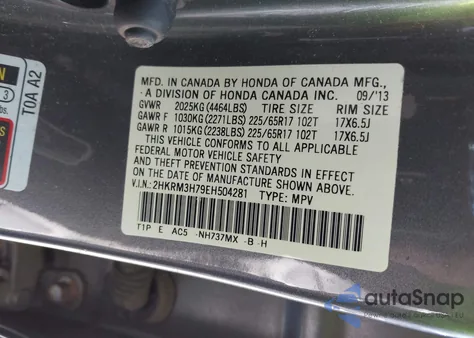 MFD. IN CANADA BY HONDA OF CANADA MFG.,
A DIVISION OF HONDA CANADA INC. 09/'13
GVWR 2025KG (4464LBS) TIRE SIZE RIM SIZE
GAWR F 1030KG (2271LBS) 225/65R17 102T 17X6.5J
GAWR R 1015KG (2238LBS) 225/65R17 102T 17X6.5J
THIS VEHICLE CONFORMS TO ALL APPLICABLE
FEDERAL MOTOR VEHICLE SAFETY BUMPER,
AND THEFT PREVENTION STANDARDS IN EFFECT
ON THE DATE OF MANUFACTURE SHOWN ABOVE.
V.I.N.: 2HKRM3H79EH504281 TYPE: MPV
T1P E AC5 -NH737MX -B -H
3
TOA A2
autoSnap